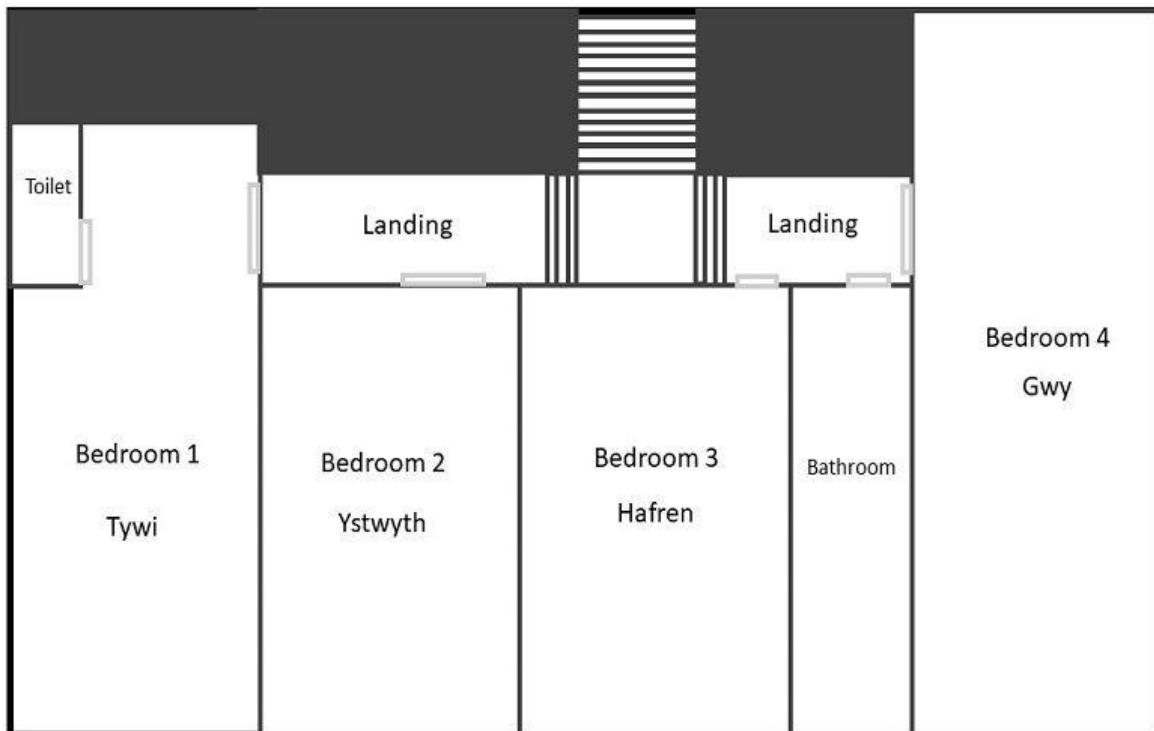 Toilet
Landing
Landing
Bedroom 1
Tywi
Bedroom 2
Ystwyth
Bedroom 3
Hafren
Bathroom
Bedroom 4
Gwy